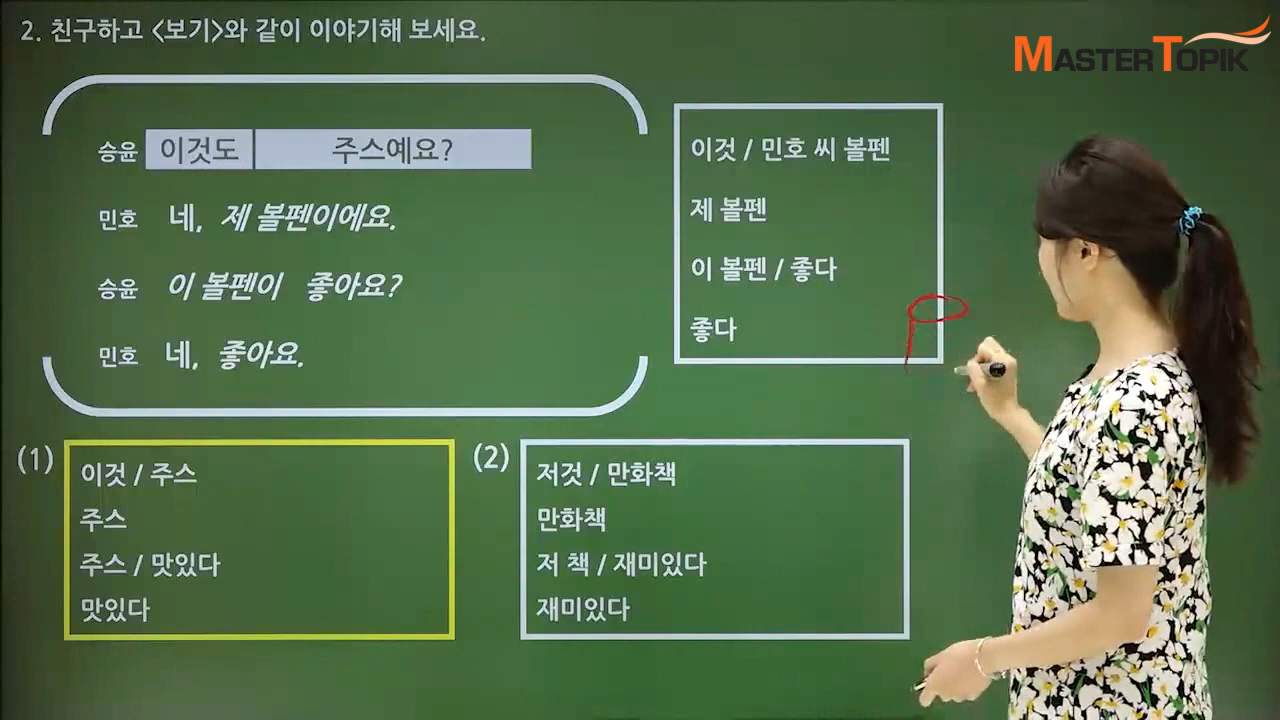 2. 친구하고 <보기>와 같이 이야기해 보세요.
MASTERTOPIK
승윤 이것도 주스예요?
민호 네, 제 볼펜이에요.
승윤 이 볼펜이 좋아요?
민호 네, 좋아요.
이것 / 민호 씨 볼펜
제 볼펜
이 볼펜 / 좋다
좋다
(1)
이것 / 주스
주스
주스 / 맛있다
맛있다
(2)
저것 / 만화책
만화책
저 책 / 재미있다
재미있다